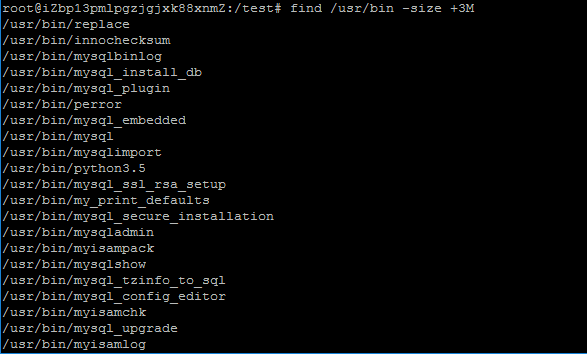 root@iZbp13pmlpgzjgjxk88xnmZ:/test# find /usr/bin -size +3M
/usr/bin/replace
/usr/bin/innochecksum
/usr/bin/mysqlbinlog
/usr/bin/mysql_install_db
/usr/bin/mysql_plugin
/usr/bin/perror
/usr/bin/mysql_embedded
/usr/bin/mysql
/usr/bin/mysqlimport
/usr/bin/python3.5
/usr/bin/mysql_ssl_rsa_setup
/usr/bin/my_print_defaults
/usr/bin/mysql_secure_installation
/usr/bin/mysqladmin
/usr/bin/myisampack
/usr/bin/mysqlshow
/usr/bin/mysql_tzinfo_to_sql
/usr/bin/mysql_config_editor
/usr/bin/myisamchk
/usr/bin/mysql_upgrade
/usr/bin/myisamlog